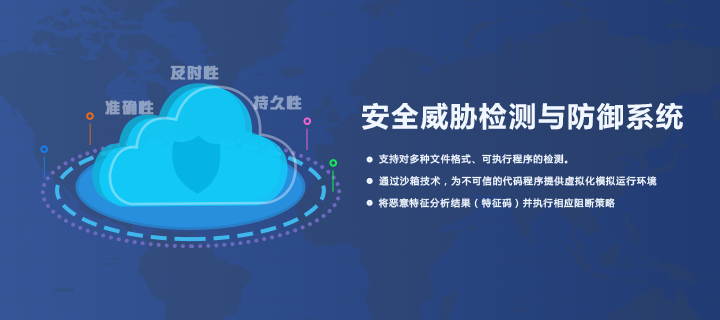 及时性
准确性
持久性
安全威胁检测与防御系统
支持对多种文件格式、可执行程序的检测。
通过沙箱技术，为不可信的代码程序提供虚拟化模拟运行环境
将恶意特征分析结果（特征码）并执行相应阻断策略